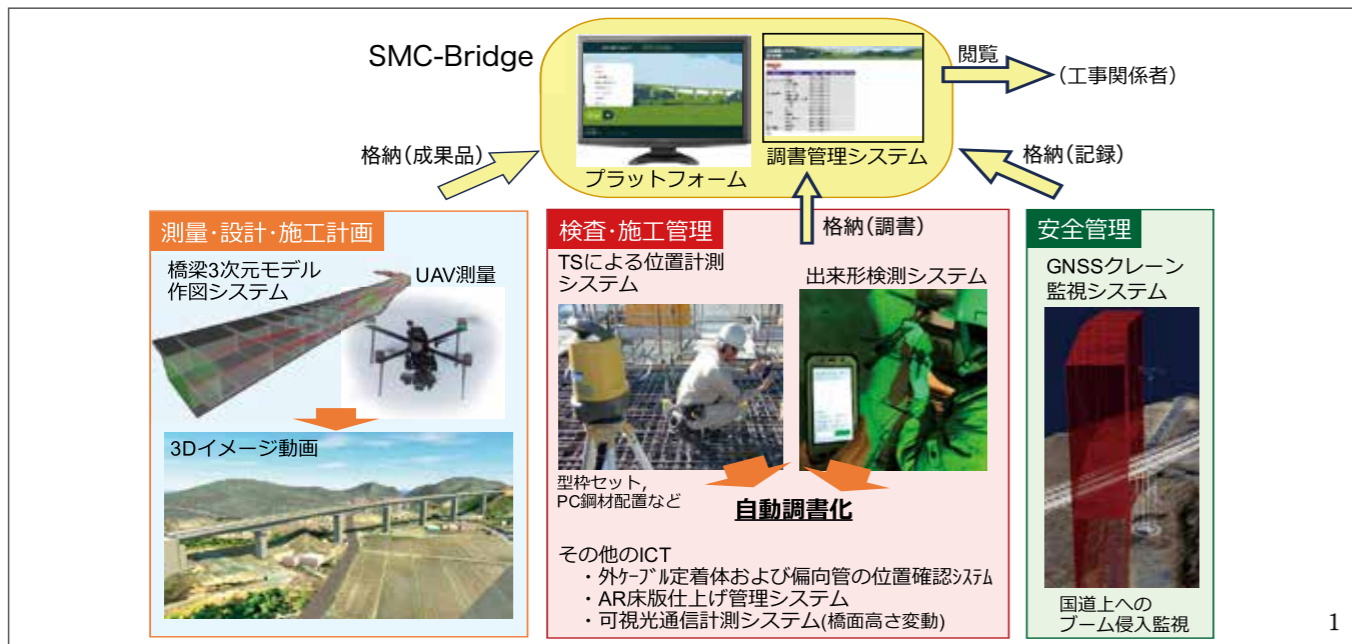 SMC-Bridge
プラットフォーム
調書管理システム
閲覧
(工事関係者)
格納(成果品)
格納(調書)
格納(記録)
測量・設計・施工計画
橋梁3次元モデル
作図システム
UAV測量
3Dイメージ動画
検査・施工管理
TSによる位置計測
システム
出来形検測システム
型枠セット,
PC鋼材配置など
自動調書化
その他のICT
・外ｹｰﾌﾞﾙ定着体および偏向管の位置確認ｼｽﾃﾑ
・AR床版仕上げ管理システム
・可視光通信計測システム(橋面高さ変動)
安全管理
GNSSクレーン
監視システム
国道上への
ブーム侵入監視
1